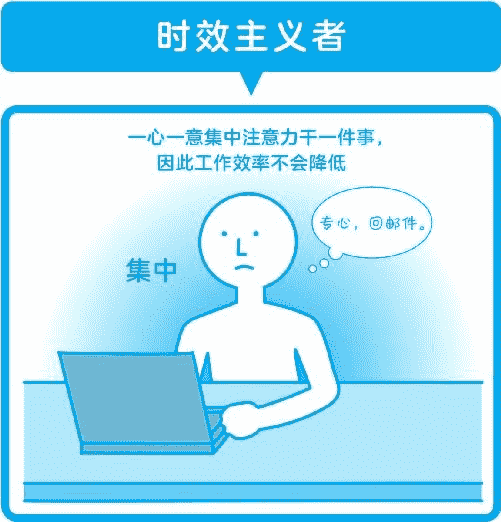 时效主义者
一心一意集中注意力干一件事，
因此工作效率不会降低
专心，回邮件。
集中